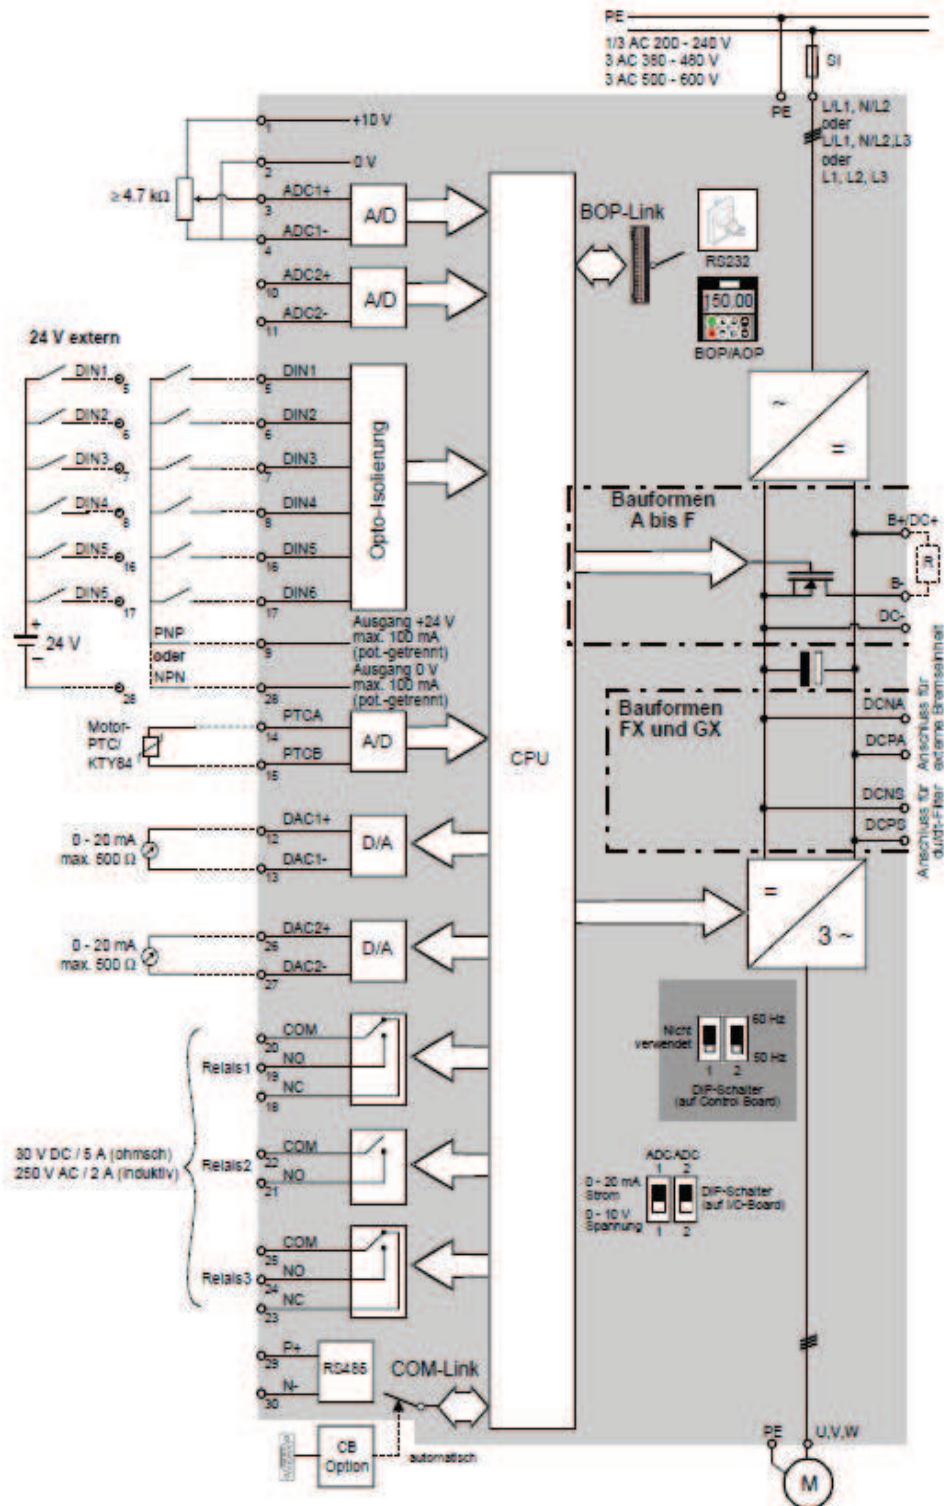 PE
1/3 AC 200 - 240 V
3 AC 380 - 480 V
3 AC 500 - 600 V
SI
PE
L/L1, N/L2
oder
L/L1, N/L2,L3
oder
L1, L2, L3
1
+10 V
2
0 V
≥ 4.7 kΩ
ADC1+
3
A/D
ADC1-
4
BOP-Link
RS232
ADC2+
10
A/D
ADC2-
11
150.00
BOP/AOP
24 V extern
DIN1
5
DIN1
5
DIN2
6
DIN2
6
DIN3
7
DIN3
7
DIN4
8
DIN4
8
DIN5
16
DIN5
16
DIN6
17
DIN6
17
Opto-Isolierung
~
=
Bauformen
A bis F
B+/DC+
R
B-
DC-
+
24 V
–
PNP
oder
NPN
9
Ausgang +24 V
max. 100 mA
(pot.-getrennt)
28
28
Ausgang 0 V
max. 100 mA
(pot.-getrennt)
Motor-
PTC/
KTY84
PTCA
14
A/D
PTCB
15
CPU
Bauformen
FX und GX
DCNA
DCPA
DCNS
DCPS
Anschluss für
externe Bremseinheit
Anschluss für
du/dt-Filter
0 - 20 mA
max. 500 Ω
DAC1+
12
D/A
DAC1-
13
0 - 20 mA
max. 500 Ω
DAC2+
26
D/A
DAC2-
27
=
3 ~
Nicht
verwendet
60 Hz
50 Hz
1 2
DIP-Schalter
(auf Control Board)
30 V DC / 5 A (ohmsch)
250 V AC / 2 A (induktiv)
Relais1
COM
20
NO
19
NC
18
Relais2
COM
22
NO
21
Relais3
COM
25
NO
24
NC
23
ADC ADC
1 2
0 - 20 mA
Strom
0 - 10 V
Spannung
1 2
DIP-Schalter
(auf I/O-Board)
P+
29
RS485
N-
30
COM-Link
CB
Option
automatisch
PE
U,V,W
M